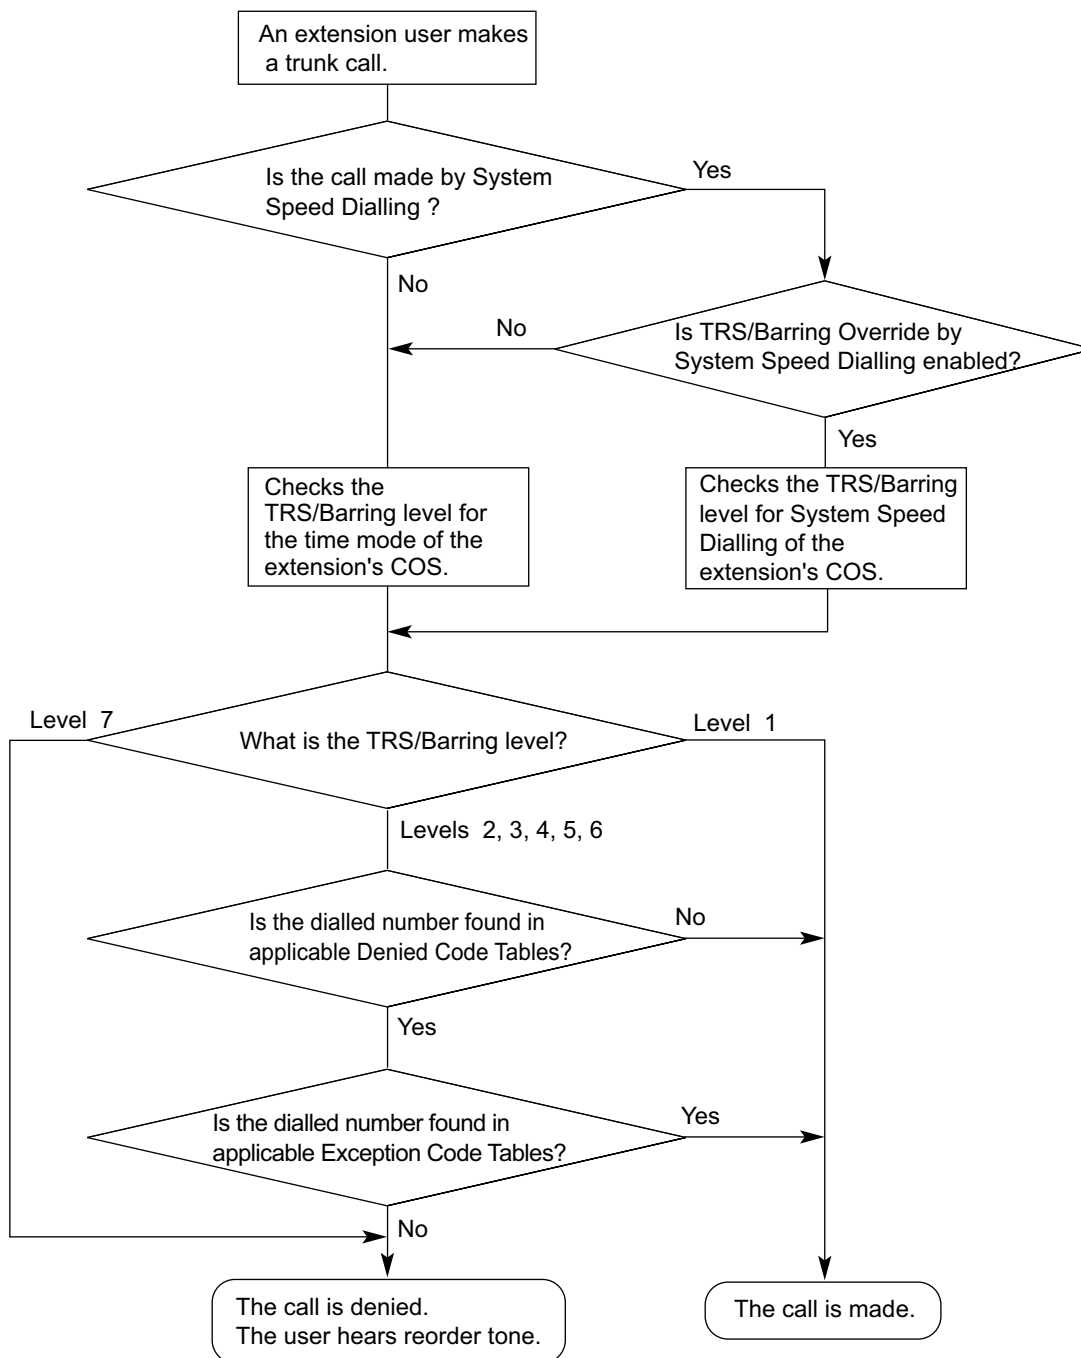 An extension user makes
a trunk call.
Is the call made by System
Speed Dialling ?
Yes
No
Is TRS/Barring Override by
System Speed Dialling enabled?
No
Yes
Checks the
TRS/Barring level for
the time mode of the
extension's COS.
Checks the TRS/Barring
level for System Speed
Dialling of the
extension's COS.
Level 7
What is the TRS/Barring level?
Level 1
Levels 2, 3, 4, 5, 6
Is the dialled number found in
applicable Denied Code Tables?
No
Yes
Is the dialled number found in
applicable Exception Code Tables?
Yes
No
The call is denied.
The user hears reorder tone.
The call is made.